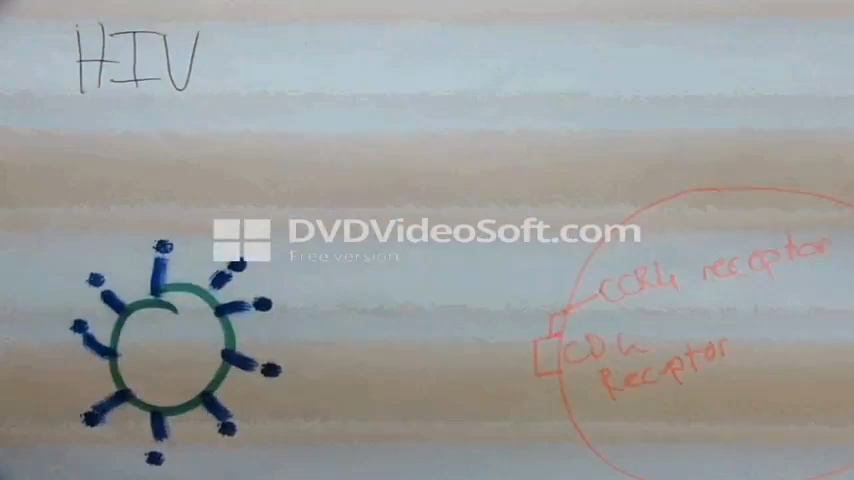 HIV
DVDVideoSoft.com
Free version
CCR4 receptor
CD4
Receptor